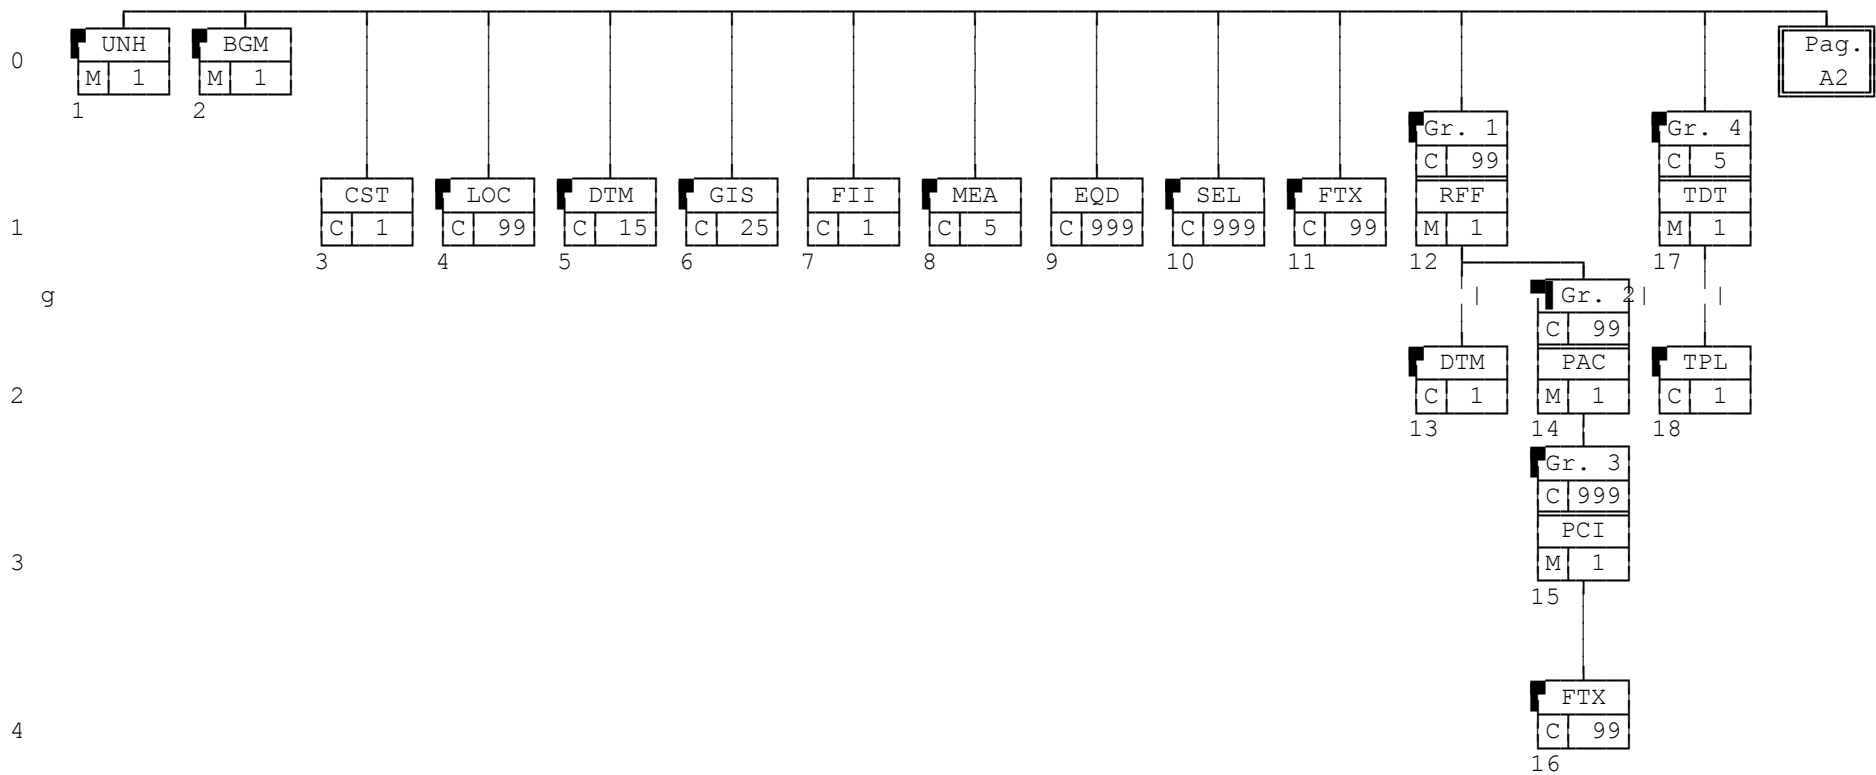 0 UNH BGM Pag.
M 1 M 1 A2
1 2
Gr. 1 Gr. 4
C 99 C 5
CST LOC DTM GIS FII MEA EQD SEL FTX RFF TDT
1 C 1 C 99 C 15 C 25 C 1 C 5 C 999 C 999 C 99 M 1 M 1
3 4 5 6 7 8 9 10 11 12 17
g | Gr. 2| |
C 99
DTM PAC TPL
2 C 1 M 1 C 1
13 14 18
Gr. 3
C 999
PCI
3 M 1
15
FTX
4 C 99
16